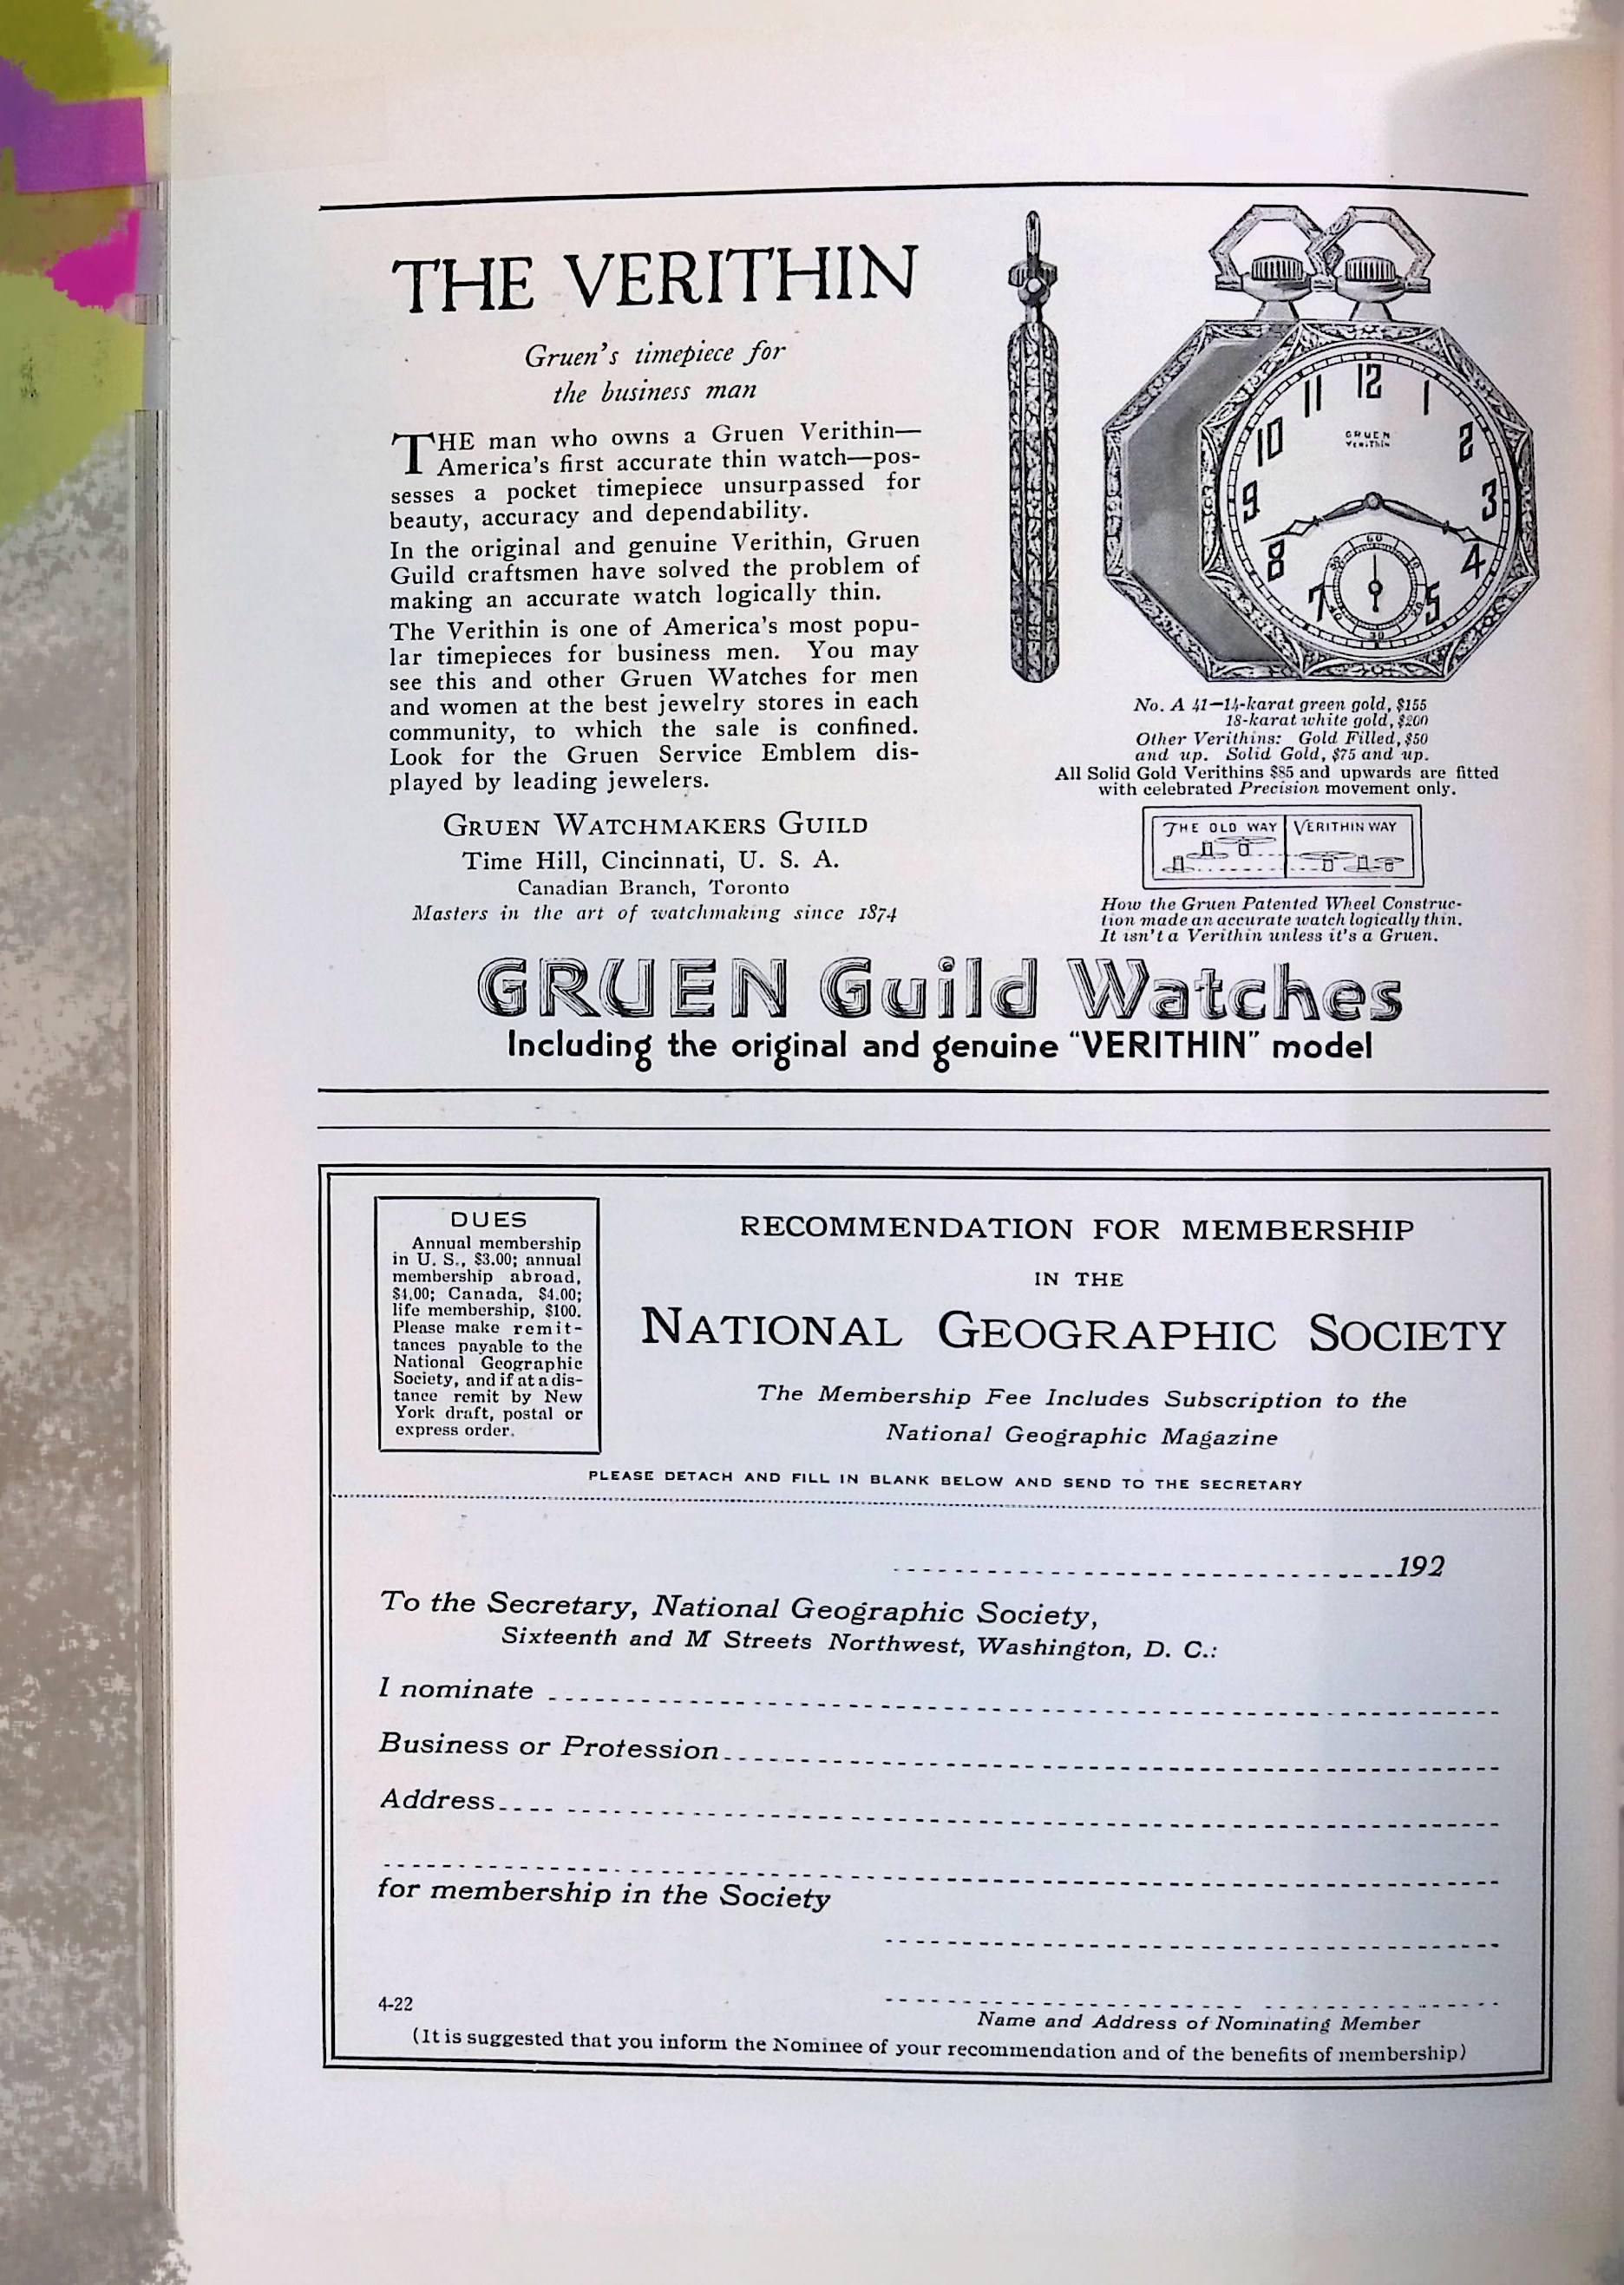 THE VERITHIN
Gruen's timepiece for
the business man
THE man who owns a Gruen Verithin—
America's first accurate thin watch—pos-
sesses a pocket timepiece unsurpassed for
beauty, accuracy and dependability.
In the original and genuine Verithin, Gruen
Guild craftsmen have solved the problem of
making an accurate watch logically thin.
The Verithin is one of America's most popu-
lar timepieces for business men. You may
see this and other Gruen Watches for men
and women at the best jewelry stores in each
community, to which the sale is confined.
Look for the Gruen Service Emblem dis-
played by leading jewelers.
GRUEN WATCHMAKERS GUILD
Time Hill, Cincinnati, U. S. A.
Canadian Branch, Toronto
Masters in the art of watchmaking since 1874
12
11 1
10 2
GRUEN
VERITHIN
9 3
8 4
7 5
60
30
No. A 41—14-karat green gold, $155
18-karat white gold, $200
Other Verithins: Gold Filled, $50
and up. Solid Gold, $75 and up.
All Solid Gold Verithins $85 and upwards are fitted
with celebrated Precision movement only.
THE OLD WAY VERITHIN WAY
How the Gruen Patented Wheel Construc-
tion made an accurate watch logically thin.
It isn't a Verithin unless it's a Gruen.
GRUEN Guild Watches
Including the original and genuine "VERITHIN" model
DUES
Annual membership
in U. S., $3.00; annual
membership abroad,
$4.00; Canada, $4.00;
life membership, $100.
Please make remit-
tances payable to the
National Geographic
Society, and if at a dis-
tance remit by New
York draft, postal or
express order.
RECOMMENDATION FOR MEMBERSHIP
IN THE
NATIONAL GEOGRAPHIC SOCIETY
The Membership Fee Includes Subscription to the
National Geographic Magazine
PLEASE DETACH AND FILL IN BLANK BELOW AND SEND TO THE SECRETARY
192
To the Secretary, National Geographic Society,
Sixteenth and M Streets Northwest, Washington, D. C.:
I nominate
Business or Profession
Address
for membership in the Society
4-22
Name and Address of Nominating Member
(It is suggested that you inform the Nominee of your recommendation and of the benefits of membership)